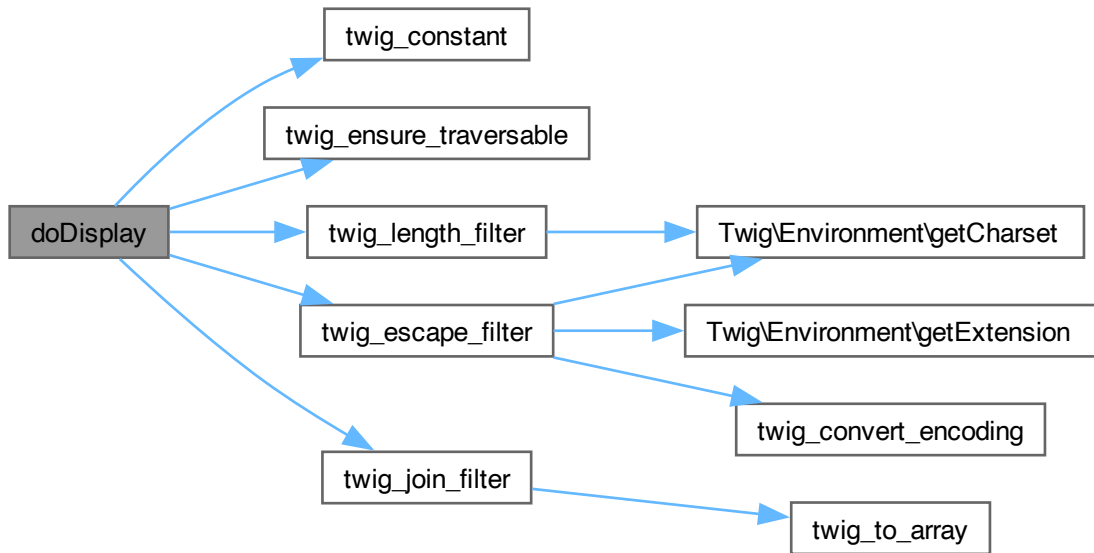 twig_constant
twig_ensure_traversable
doDisplay
twig_length_filter
Twig\Environment\getCharset
twig_escape_filter
Twig\Environment\getExtension
twig_convert_encoding
twig_join_filter
twig_to_array